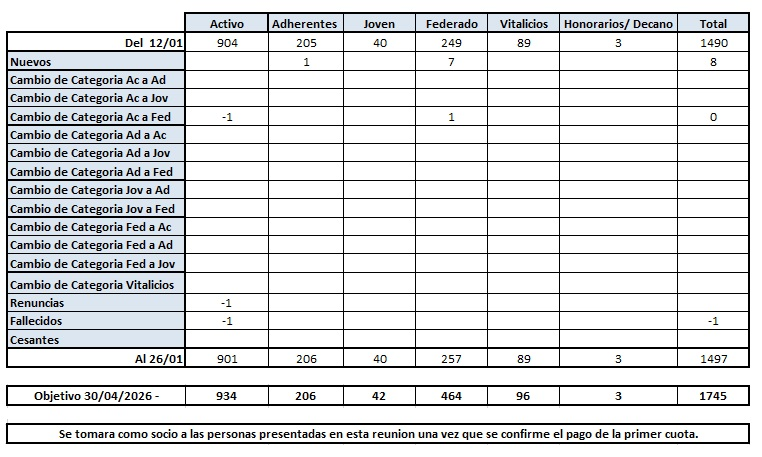 Activo Adherentes Joven Federado Vitalicios Honorarios/ Decano Total
Del 12/01 904 205 40 249 89 3 1490
Nuevos 1 7 8
Cambio de Categoria Ac a Ad
Cambio de Categoria Ac a Jov
Cambio de Categoria Ac a Fed -1 1 0
Cambio de Categoria Ad a Ac
Cambio de Categoria Ad a Jov
Cambio de Categoria Ad a Fed
Cambio de Categoria Jov a Ad
Cambio de Categoria Jov a Fed
Cambio de Categoria Fed a Ac
Cambio de Categoria Fed a Ad
Cambio de Categoria Fed a Jov
Cambio de Categoria Vitalicios
Renuncias -1
Fallecidos -1 -1
Cesantes
Al 26/01 901 206 40 257 89 3 1497
Objetivo 30/04/2026 - 934 206 42 464 96 3 1745
Se tomara como socio a las personas presentadas en esta reunion una vez que se confirme el pago de la primer cuota.